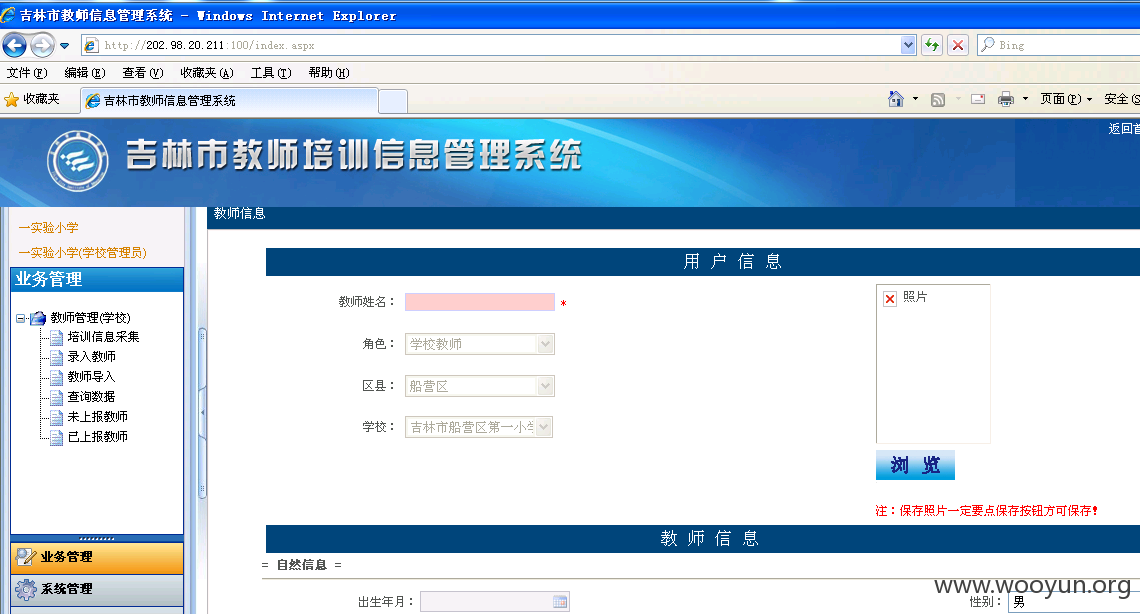 吉林市教师信息管理系统 - Windows Internet Explorer
http://202.98.20.211:100/index.aspx
Bing
文件(F) 编辑(E) 查看(V) 收藏夹(A) 工具(T) 帮助(H)
收藏夹
吉林市教师信息管理系统
页面(P)
安全(S
返回首
吉林市教师培训信息管理系统
一实验小学
一实验小学(学校管理员)
业务管理
教师管理(学校)
培训信息采集
录入教师
教师导入
查询数据
未上报教师
已上报教师
业务管理
系统管理
教师信息
用户信息
教师姓名: *
角色: 学校教师
区县: 船营区
学校: 吉林市船营区第一小学
照片
浏 览
注：保存照片一定要点保存按钮方可保存!
教师信息
= 自然信息 =
出生年月:
性别: 男
www.wooyun.org